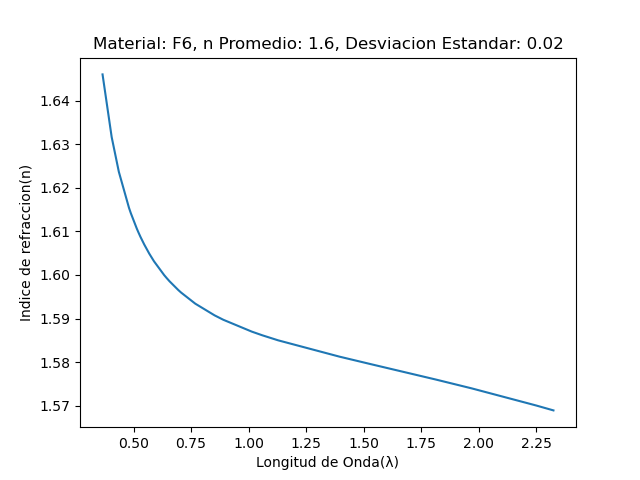 Material: F6, n Promedio: 1.6, Desviacion Estandar: 0.02
Indice de refraccion(n)
1.64
1.63
1.62
1.61
1.60
1.59
1.58
1.57
0.50 0.75 1.00 1.25 1.50 1.75 2.00 2.25
Longitud de Onda(λ)